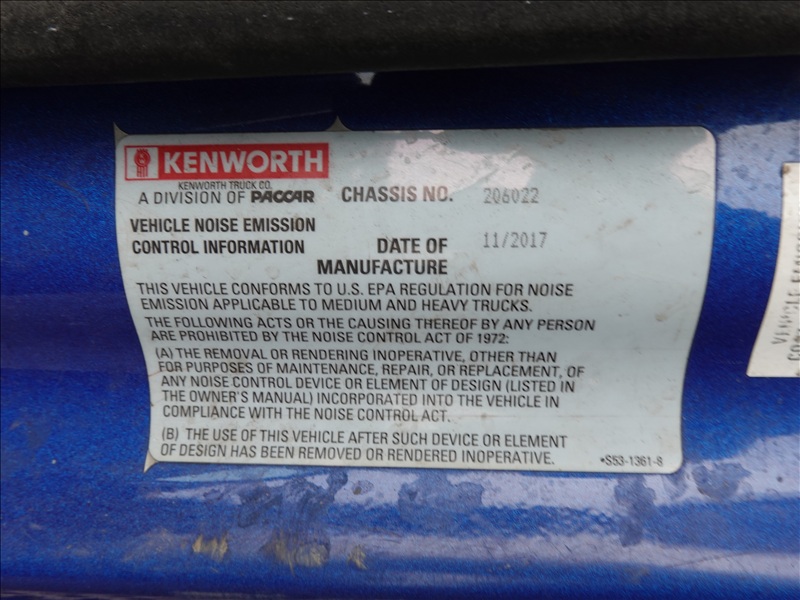 KENWORTH
KENWORTH TRUCK CO.
A DIVISION OF PACCAR
CHASSIS NO. 206022
VEHICLE NOISE EMISSION
CONTROL INFORMATION
DATE OF 11/2017
MANUFACTURE
THIS VEHICLE CONFORMS TO U.S. EPA REGULATION FOR NOISE
EMISSION APPLICABLE TO MEDIUM AND HEAVY TRUCKS.
THE FOLLOWING ACTS OR THE CAUSING THEREOF BY ANY PERSON
ARE PROHIBITED BY THE NOISE CONTROL ACT OF 1972:
(A) THE REMOVAL OR RENDERING INOPERATIVE, OTHER THAN
FOR PURPOSES OF MAINTENANCE, REPAIR, OR REPLACEMENT, OF
ANY NOISE CONTROL DEVICE OR ELEMENT OF DESIGN (LISTED IN
THE OWNER'S MANUAL) INCORPORATED INTO THE VEHICLE IN
COMPLIANCE WITH THE NOISE CONTROL ACT.
(B) THE USE OF THIS VEHICLE AFTER SUCH DEVICE OR ELEMENT
OF DESIGN HAS BEEN REMOVED OR RENDERED INOPERATIVE.
•S53-1361-8
VEHICLE